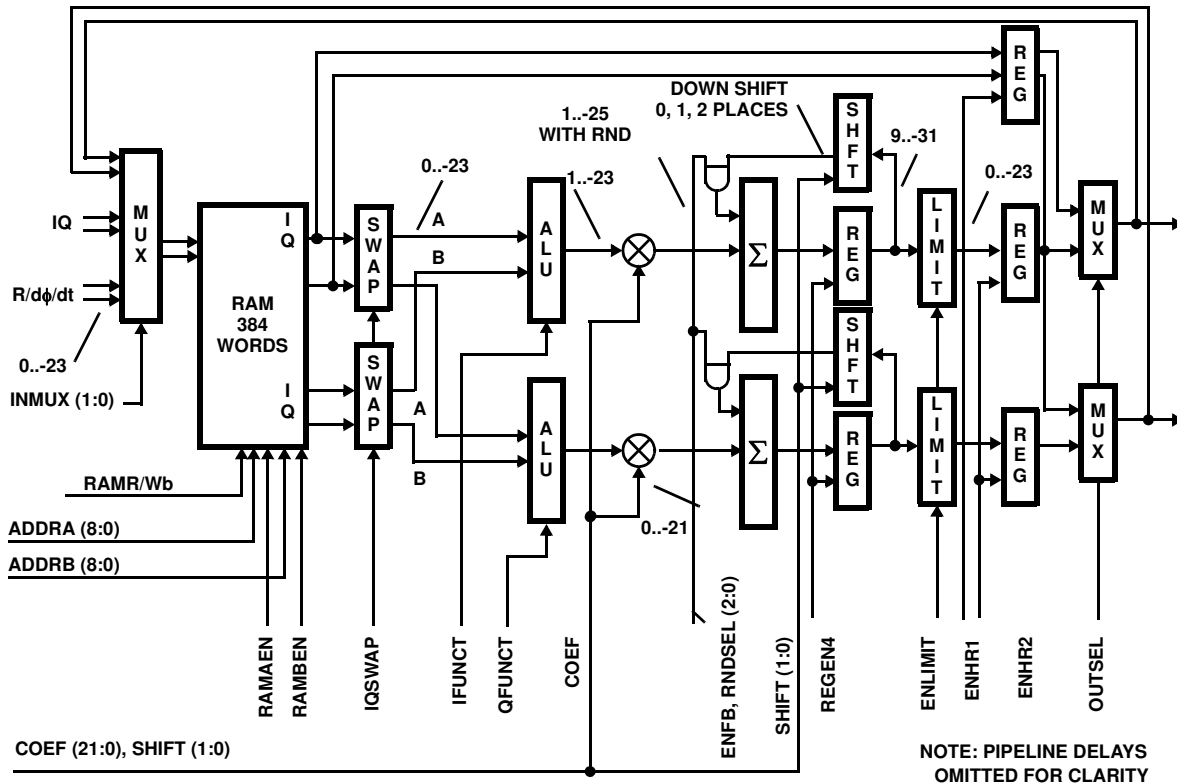 REG
DOWN SHIFT
0, 1, 2 PLACES
1..-25
WITH RND
SHFT
9..-31
0..-23
0..-23
1..-23
MUX
IQ
R/dϕ/dt
0..-23
INMUX (1:0)
I
Q
RAM
384
WORDS
I
Q
SWAP
SWAP
A
B
A
B
ALU
ALU
Σ
Σ
REG
SHFT
REG
LIMIT
LIMIT
REG
REG
MUX
MUX
0..-21
RAMR/Wb
ADDRA (8:0)
ADDRB (8:0)
RAMAEN
RAMBEN
IQSWAP
IFUNCT
QFUNCT
COEF
ENFB, RNDSEL (2:0)
SHIFT (1:0)
REGEN4
ENLIMIT
ENHR1
ENHR2
OUTSEL
COEF (21:0), SHIFT (1:0)
NOTE: PIPELINE DELAYS
OMITTED FOR CLARITY